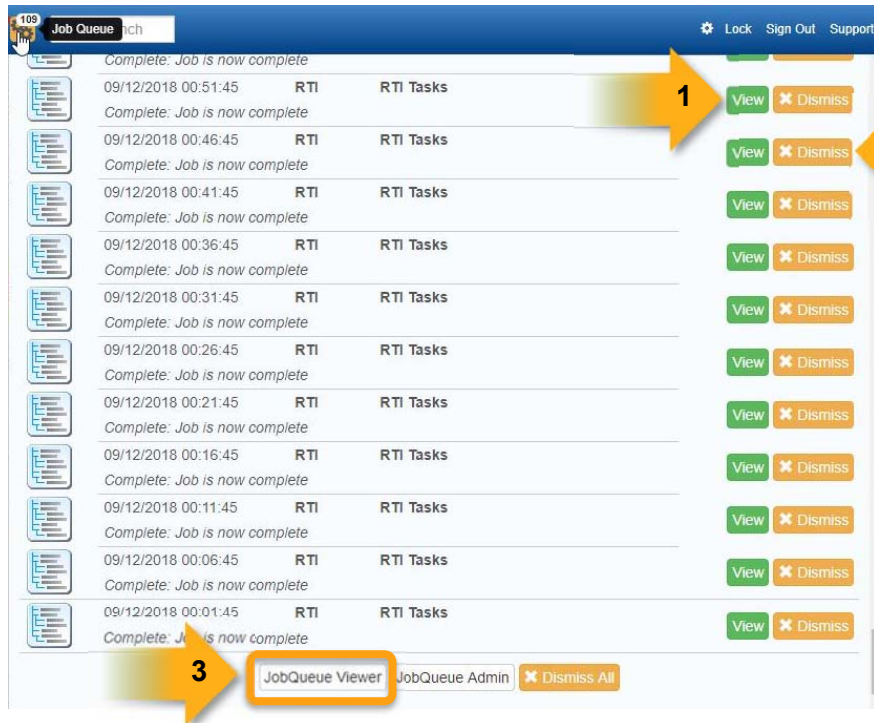 109
Job Queue nch
Lock Sign Out Support
Complete: Job is now complete
09/12/2018 00:51:45 RTI RTI Tasks
Complete: Job is now complete
1
View Dismiss
09/12/2018 00:46:45 RTI RTI Tasks
Complete: Job is now complete
View Dismiss
09/12/2018 00:41:45 RTI RTI Tasks
Complete: Job is now complete
View Dismiss
09/12/2018 00:36:45 RTI RTI Tasks
Complete: Job is now complete
View Dismiss
09/12/2018 00:31:45 RTI RTI Tasks
Complete: Job is now complete
View Dismiss
09/12/2018 00:26:45 RTI RTI Tasks
Complete: Job is now complete
View Dismiss
09/12/2018 00:21:45 RTI RTI Tasks
Complete: Job is now complete
View Dismiss
09/12/2018 00:16:45 RTI RTI Tasks
Complete: Job is now complete
View Dismiss
09/12/2018 00:11:45 RTI RTI Tasks
Complete: Job is now complete
View Dismiss
09/12/2018 00:06:45 RTI RTI Tasks
Complete: Job is now complete
View Dismiss
09/12/2018 00:01:45 RTI RTI Tasks
Complete: Job is now complete
View Dismiss
3
JobQueue Viewer JobQueue Admin Dismiss All